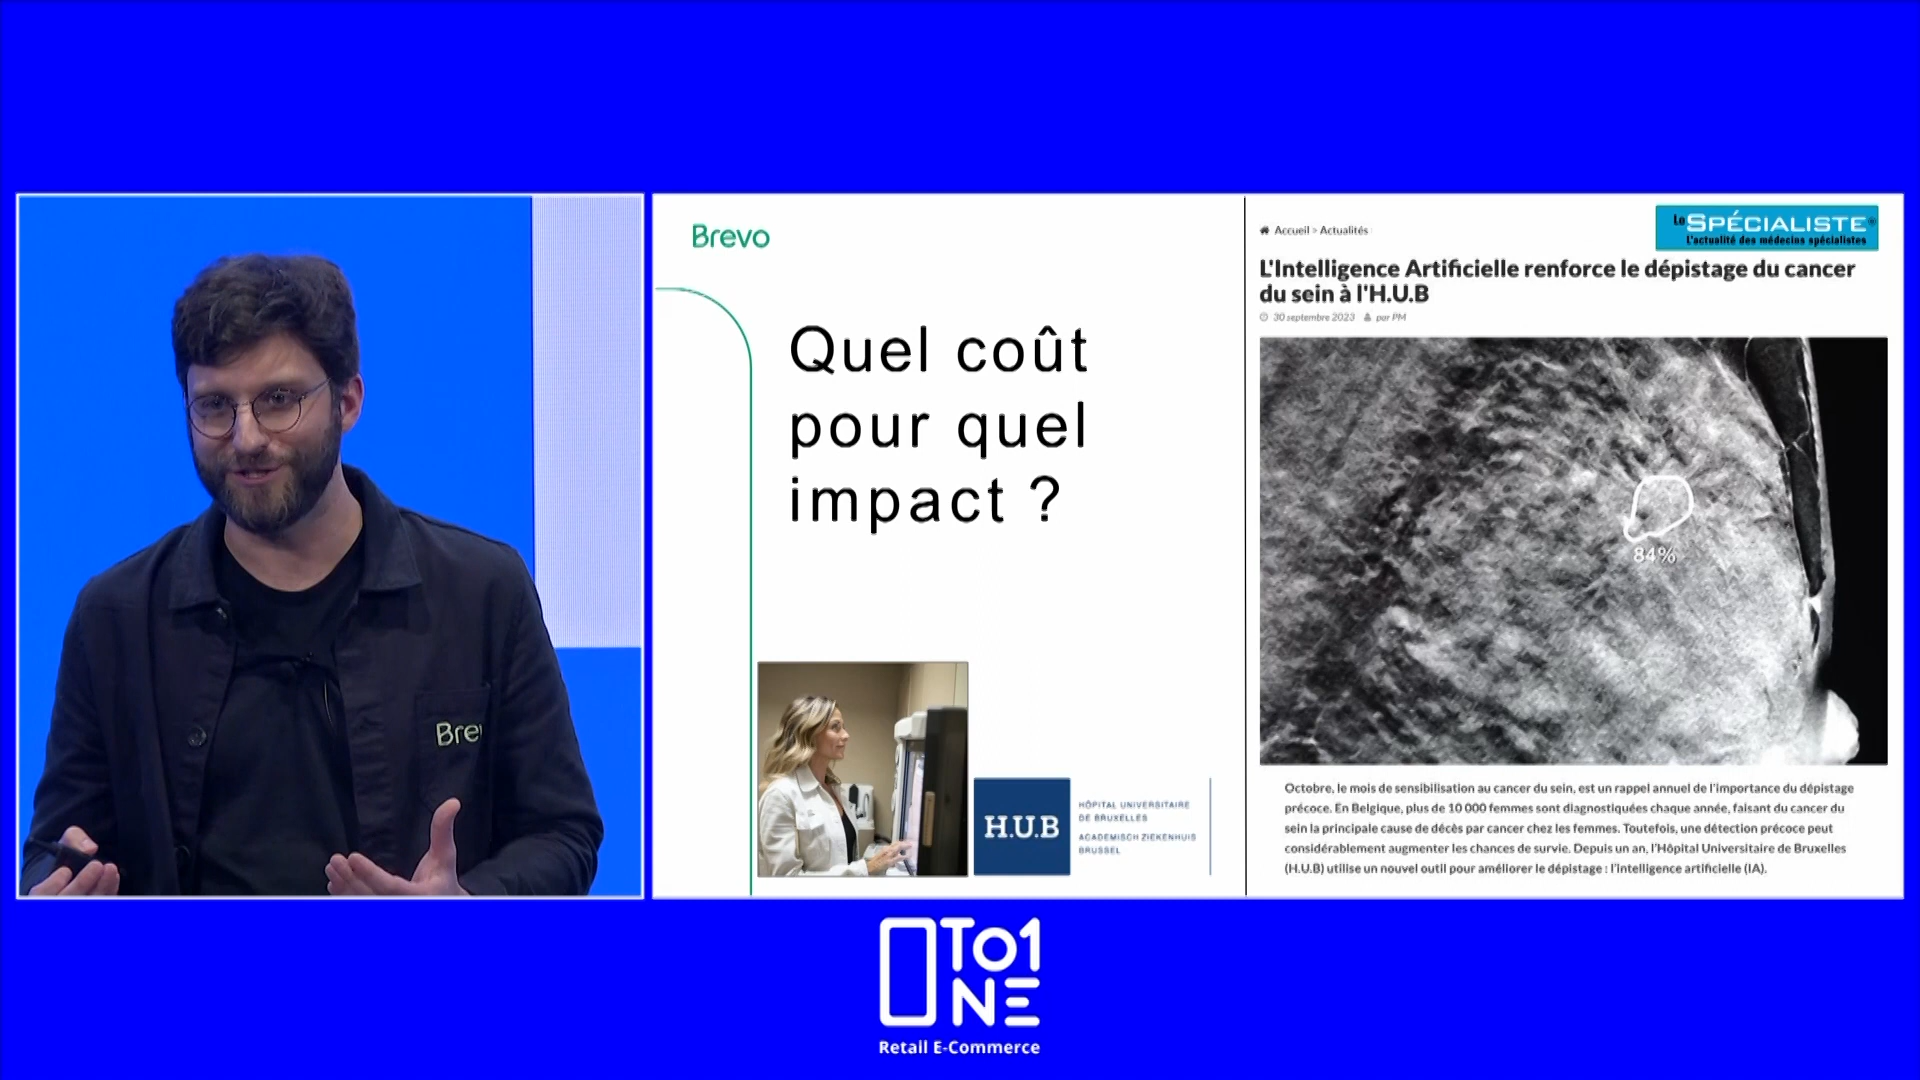 Bre
Brevo
Quel coût
pour quel
impact ?
H.U.B
HÔPITAL UNIVERSITAIRE
DE BRUXELLES
ACADEMISCH ZIEKENHUIS
BRUSSEL
Accueil > Actualités
Le SPÉCIALISTE
L'actualité des médecins spécialistes
L'Intelligence Artificielle renforce le dépistage du cancer
du sein à l'H.U.B
30 septembre 2023 par PM
84%
Octobre, le mois de sensibilisation au cancer du sein, est un rappel annuel de l'importance du dépistage
précoce. En Belgique, plus de 10 000 femmes sont diagnostiquées chaque année, faisant du cancer du
sein la principale cause de décès par cancer chez les femmes. Toutefois, une détection précoce peut
considérablement augmenter les chances de survie. Depuis un an, l'Hôpital Universitaire de Bruxelles
(H.U.B) utilise un nouvel outil pour améliorer le dépistage : l'intelligence artificielle (IA).
To1
NE
Retail E-Commerce